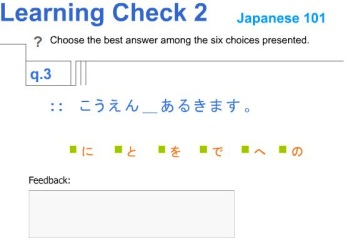 Learning Check 2
Japanese 101
? Choose the best answer among the six choices presented.
q.3
:: こうえん＿あるきます。
に と を で へ の
Feedback: